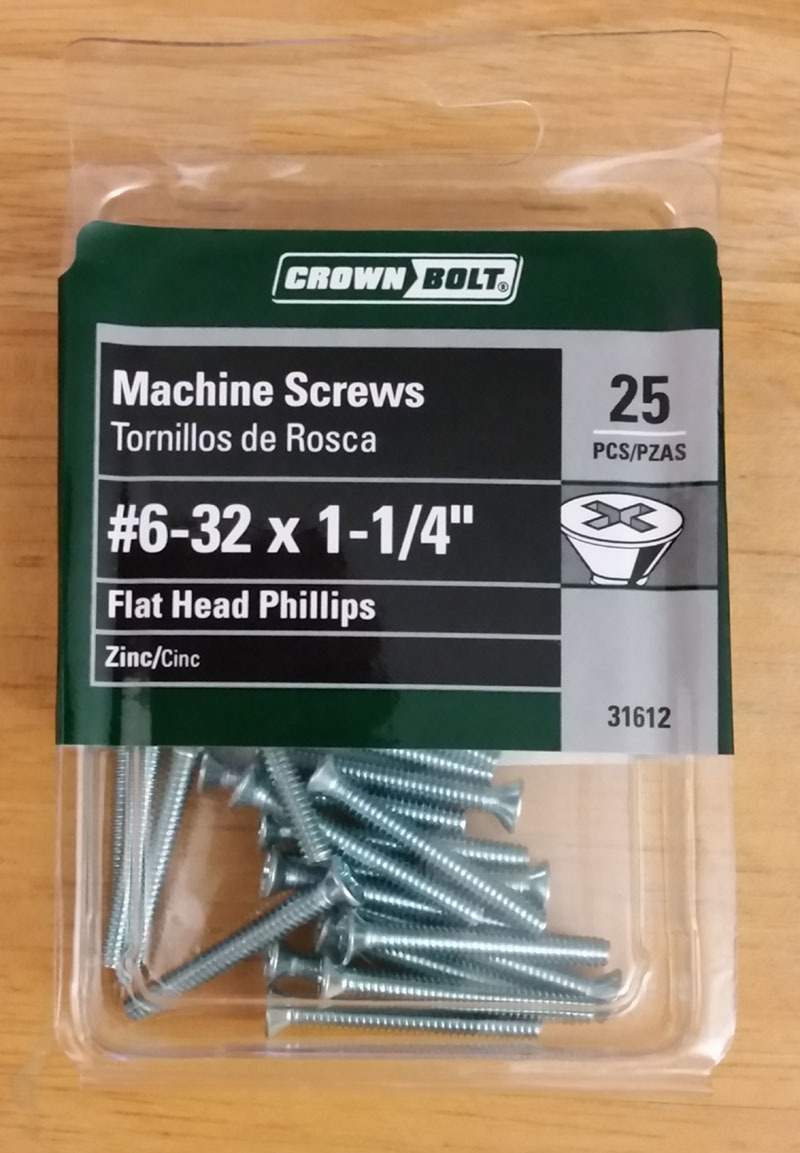 CROWN BOLT®
Machine Screws
Tornillos de Rosca
25
PCS/PZAS
#6-32 x 1-1/4"
Flat Head Phillips
Zinc/Cinc
31612